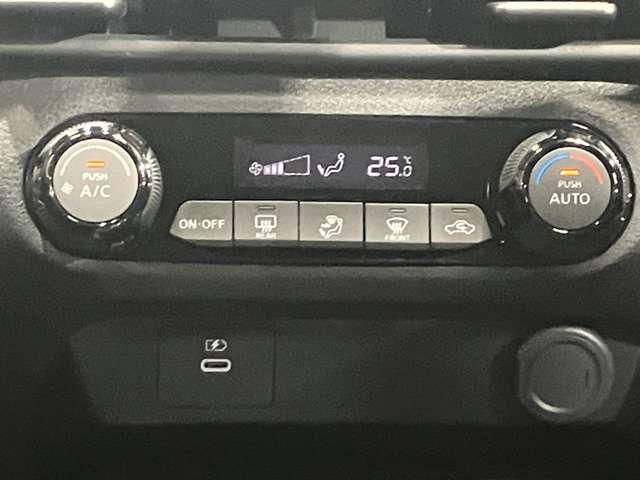 PUSH
A/C
25.0 °C
PUSH
AUTO
ON·OFF
REAR
FRONT